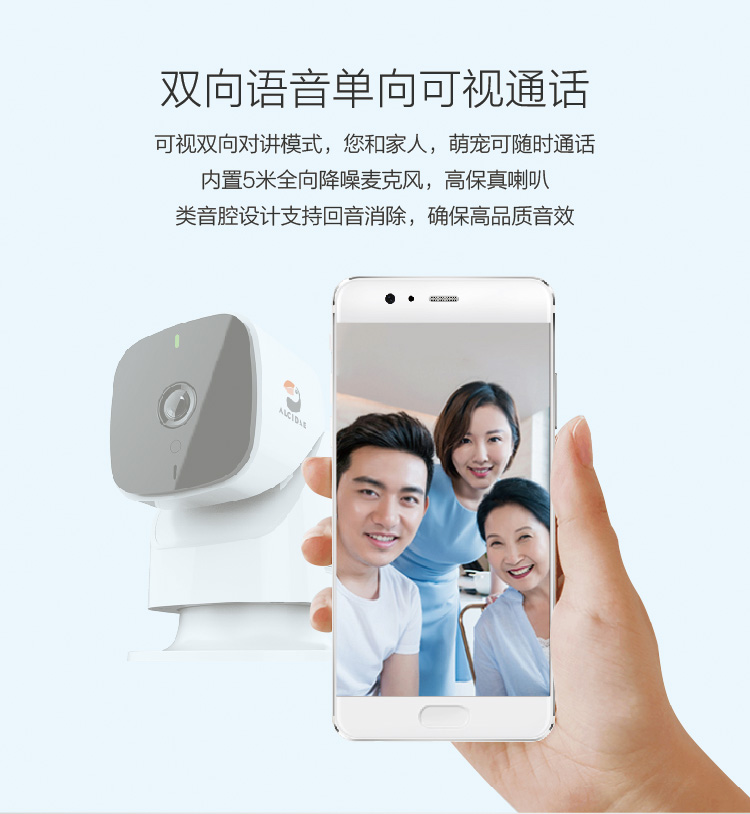 双向语音单向可视通话
可视双向对讲模式，您和家人，萌宠可随时通话
内置5米全向降噪麦克风，高保真喇叭
类音腔设计支持回音消除，确保高品质音效
ALCIDAE